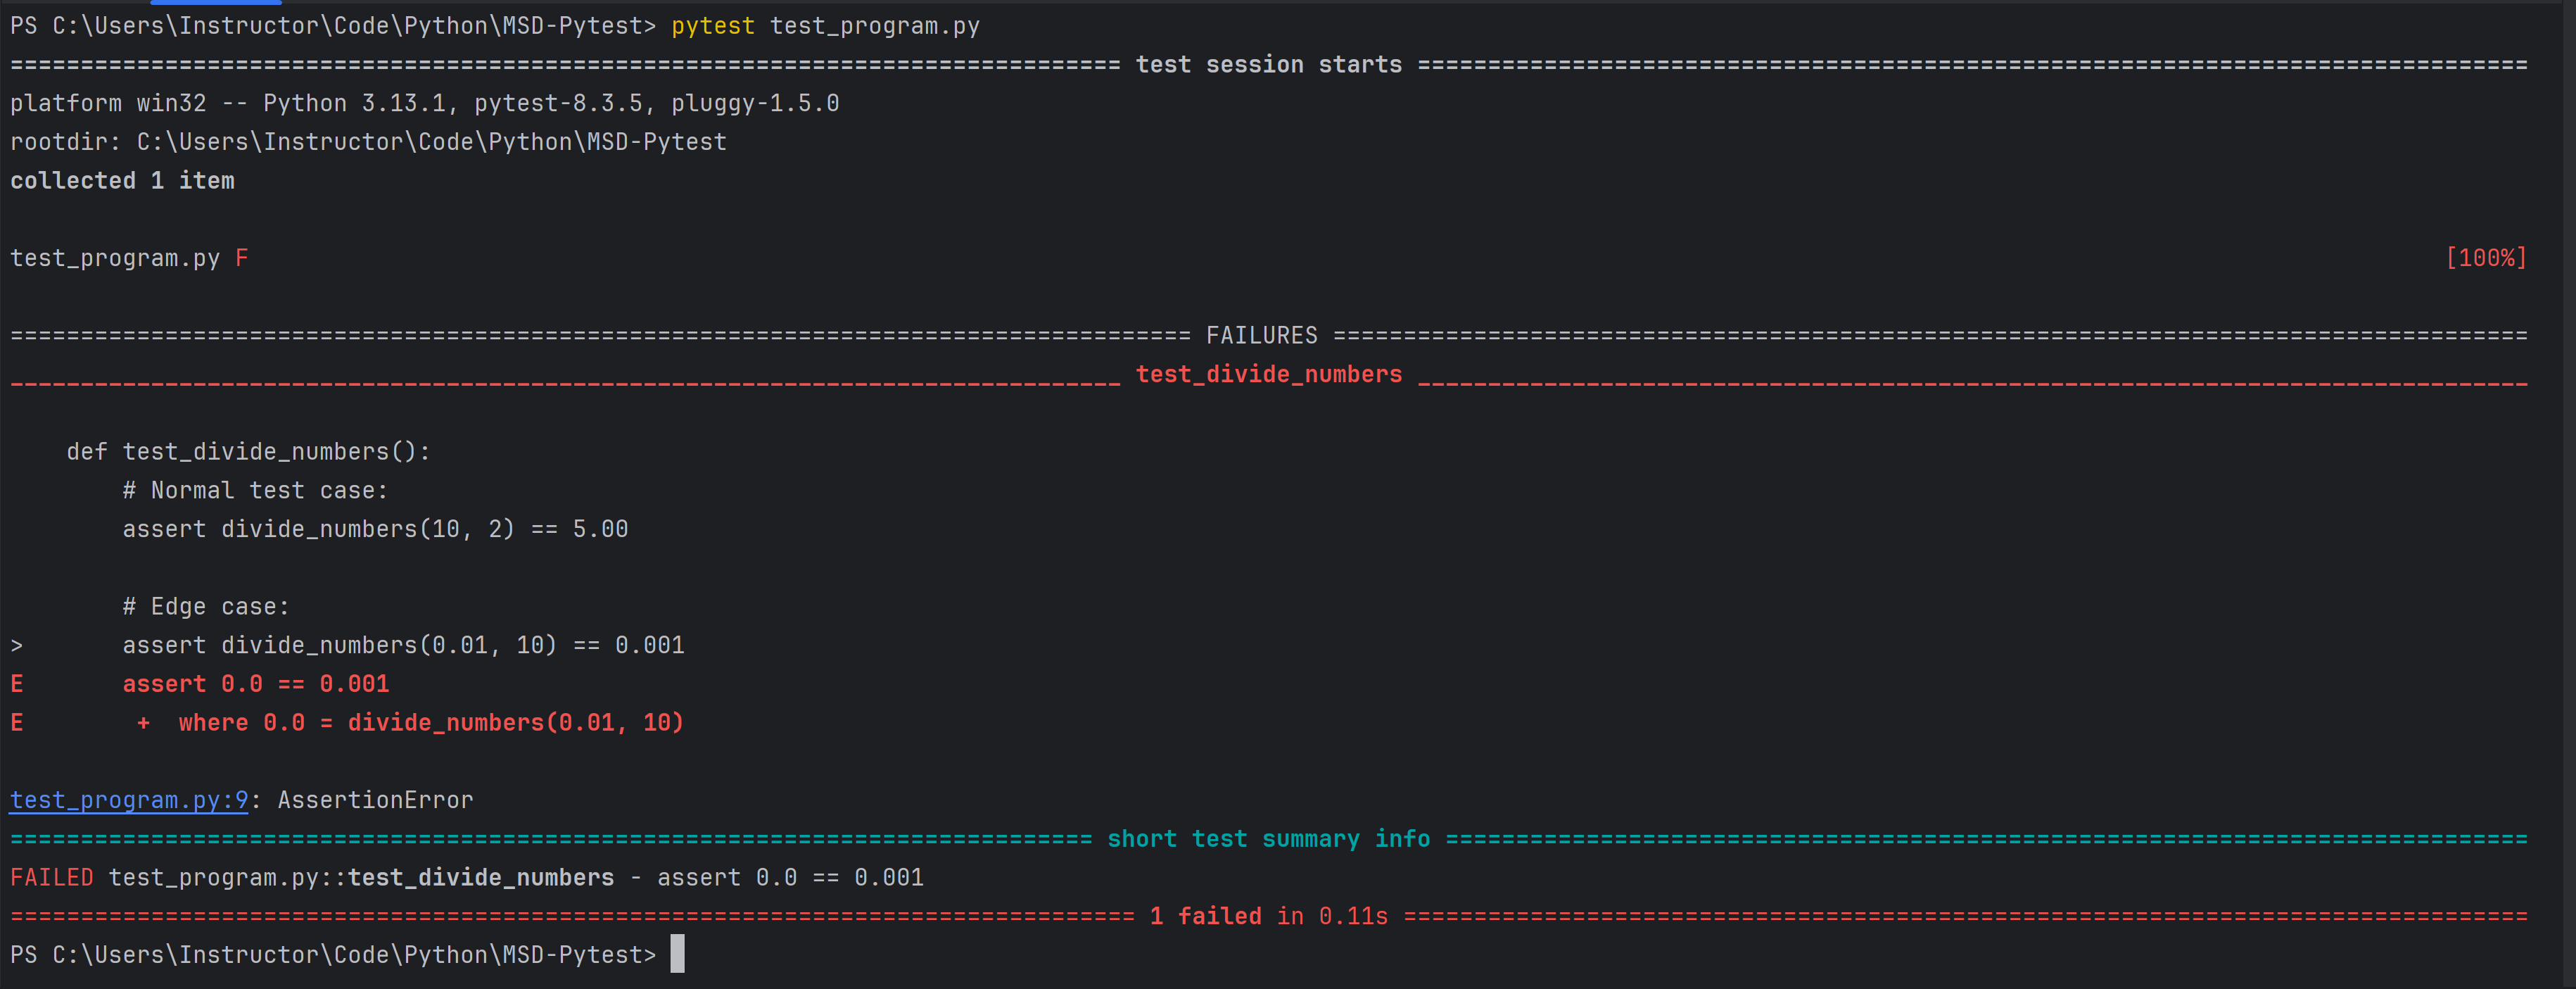 PS C:\Users\Instructor\Code\Python\MSD-Pytest> pytest test_program.py
=============================================================================== test session starts ===============================================================================
platform win32 -- Python 3.13.1, pytest-8.3.5, pluggy-1.5.0
rootdir: C:\Users\Instructor\Code\Python\MSD-Pytest
collected 1 item
test_program.py F [100%]
==================================================================================== FAILURES =====================================================================================
_______________________________________________________________________________ test_divide_numbers _______________________________________________________________________________
    def test_divide_numbers():
        # Normal test case:
        assert divide_numbers(10, 2) == 5.00
        # Edge case:
>       assert divide_numbers(0.01, 10) == 0.001
E       assert 0.0 == 0.001
E        +  where 0.0 = divide_numbers(0.01, 10)
test_program.py:9: AssertionError
============================================================================= short test summary info =============================================================================
FAILED test_program.py::test_divide_numbers - assert 0.0 == 0.001
================================================================================ 1 failed in 0.11s ================================================================================
PS C:\Users\Instructor\Code\Python\MSD-Pytest>